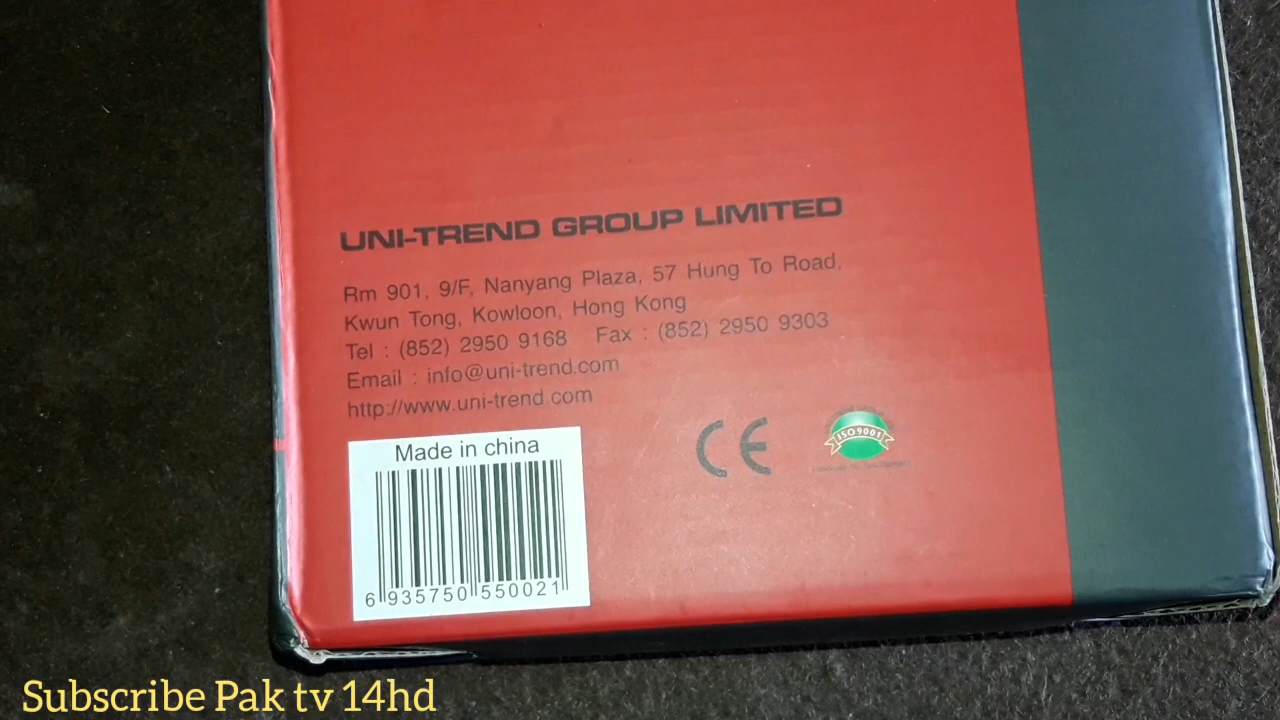 UNI-TREND GROUP LIMITED
Rm 901, 9/F, Nanyang Plaza, 57 Hung To Road,
Kwun Tong, Kowloon, Hong Kong
Tel : (852) 2950 9168 Fax : (852) 2950 9303
Email : info@uni-trend.com
http://www.uni-trend.com
CE
ISO9001
Made in china
6 935750 550021
Subscribe Pak tv 14hd